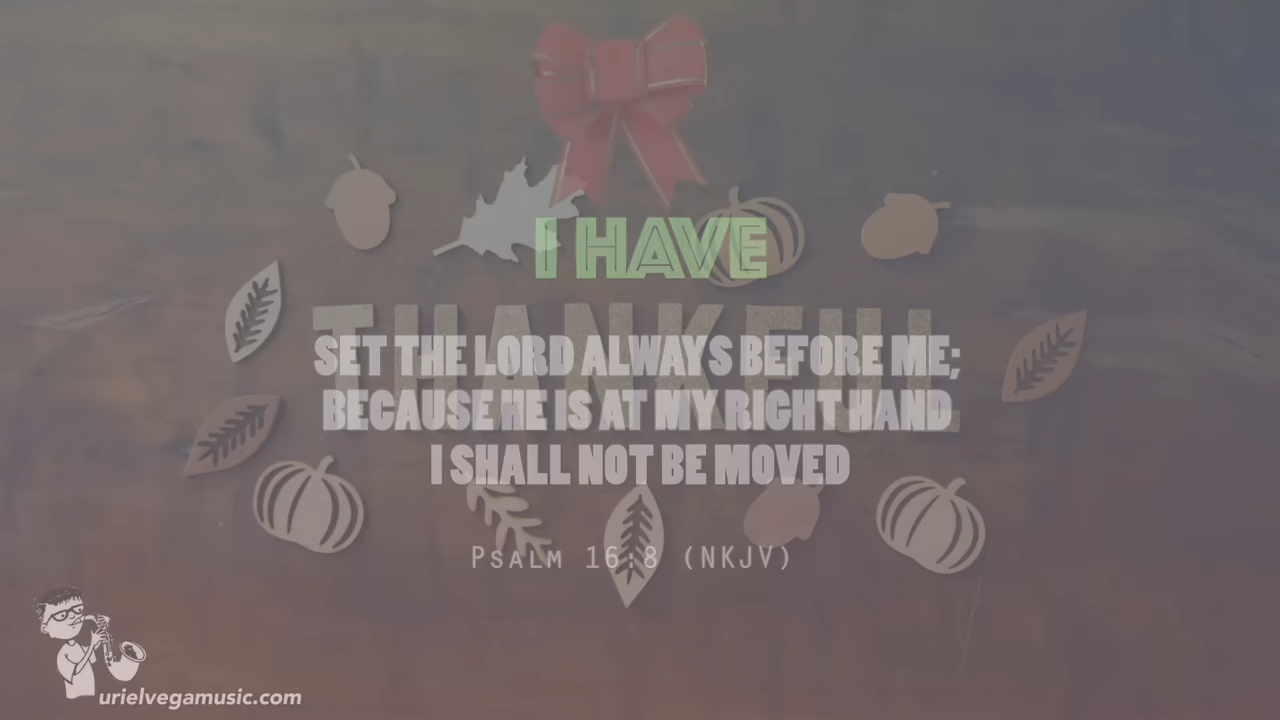 I HAVE
THANKFUL
SET THE LORD ALWAYS BEFORE ME;
BECAUSE HE IS AT MY RIGHT HAND
I SHALL NOT BE MOVED
PSALM 16:8 (NKJV)
urielvegamusic.com